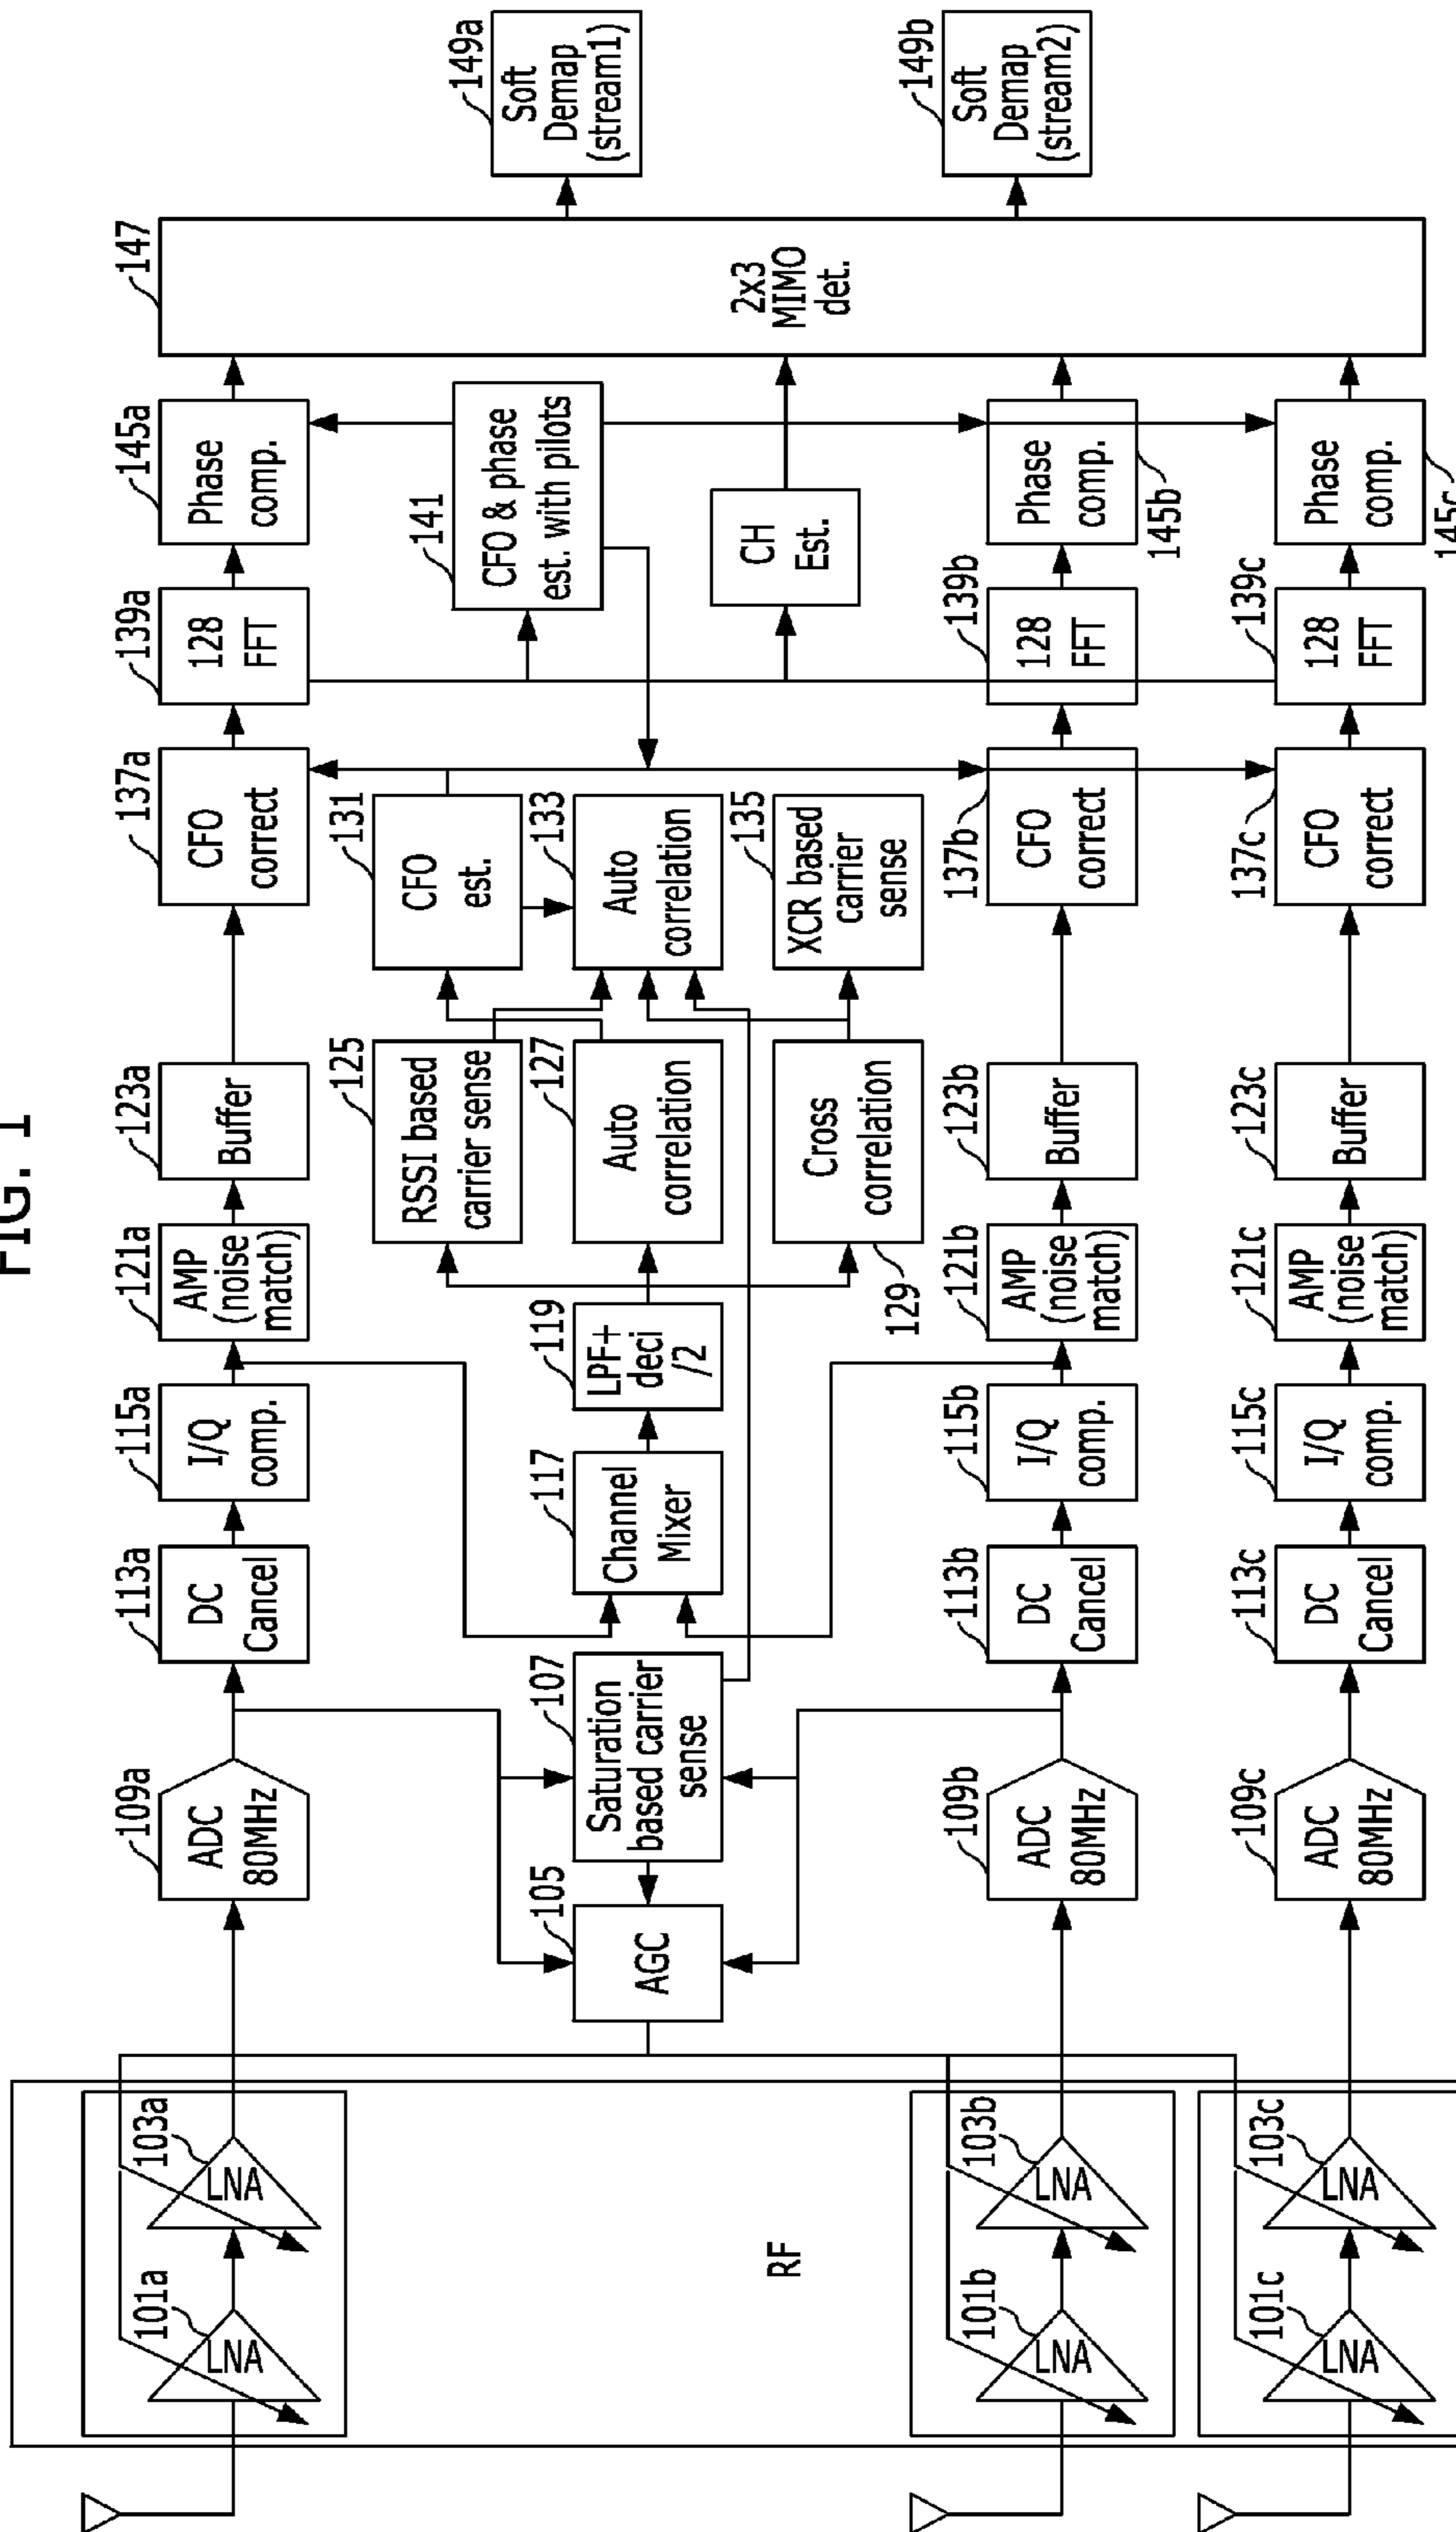 FIG. 1
101a
LNA
103a
LNA
109a
ADC
80MHz
113a
DC
Cancel
115a
I/Q
comp.
121a
AMP
(noise
match)
123a
Buffer
137a
CFO
correct
139a
128
FFT
145a
Phase
comp.
147
2x3
MIMO
det.
149a
Soft
Demap
(stream1)
149b
Soft
Demap
(stream2)
RF
105
AGC
107
Saturation
based carrier
sense
117
Channel
Mixer
119
LPF+
deci
/2
125
RSSI based
carrier sense
127
Auto
correlation
129
Cross
correlation
131
CFO
est.
133
Auto
correlation
135
XCR based
carrier
sense
141
CFO & phase
est. with pilots
CH
Est.
101b
LNA
103b
LNA
109b
ADC
80MHz
113b
DC
Cancel
115b
I/Q
comp.
121b
AMP
(noise
match)
123b
Buffer
137b
CFO
correct
139b
128
FFT
145b
Phase
comp.
101c
LNA
103c
LNA
109c
ADC
80MHz
113c
DC
Cancel
115c
I/Q
comp.
121c
AMP
(noise
match)
123c
Buffer
137c
CFO
correct
139c
128
FFT
145c
Phase
comp.